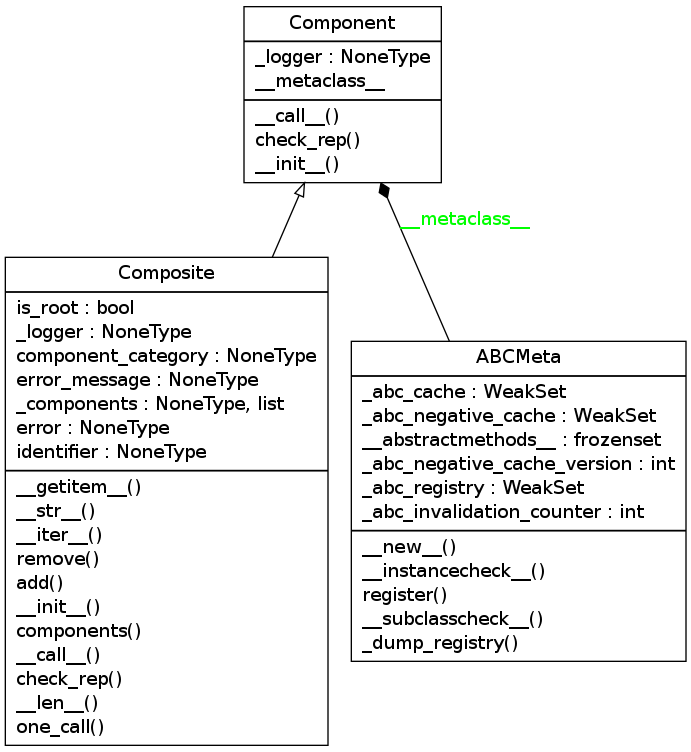 Component
_logger : NoneType
__metaclass__
__call__()
check_rep()
__init__()
__metaclass__
Composite
is_root : bool
_logger : NoneType
component_category : NoneType
error_message : NoneType
_components : NoneType, list
error : NoneType
identifier : NoneType
__getitem__()
__str__()
__iter__()
remove()
add()
__init__()
components()
__call__()
check_rep()
__len__()
one_call()
ABCMeta
_abc_cache : WeakSet
_abc_negative_cache : WeakSet
__abstractmethods__ : frozenset
_abc_negative_cache_version : int
_abc_registry : WeakSet
_abc_invalidation_counter : int
__new__()
__instancecheck__()
register()
__subclasscheck__()
_dump_registry()